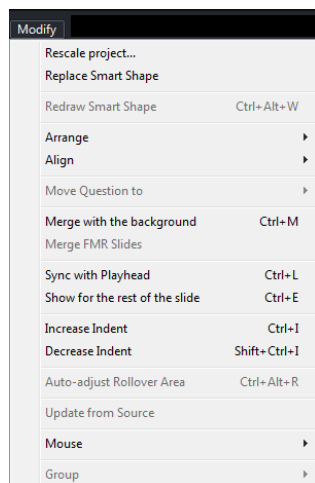 Modify
Rescale project...
Replace Smart Shape
Redraw Smart Shape Ctrl+Alt+W
Arrange
Align
Move Question to
Merge with the background Ctrl+M
Merge FMR Slides
Sync with Playhead Ctrl+L
Show for the rest of the slide Ctrl+E
Increase Indent Ctrl+I
Decrease Indent Shift+Ctrl+I
Auto-adjust Rollover Area Ctrl+Alt+R
Update from Source
Mouse
Group